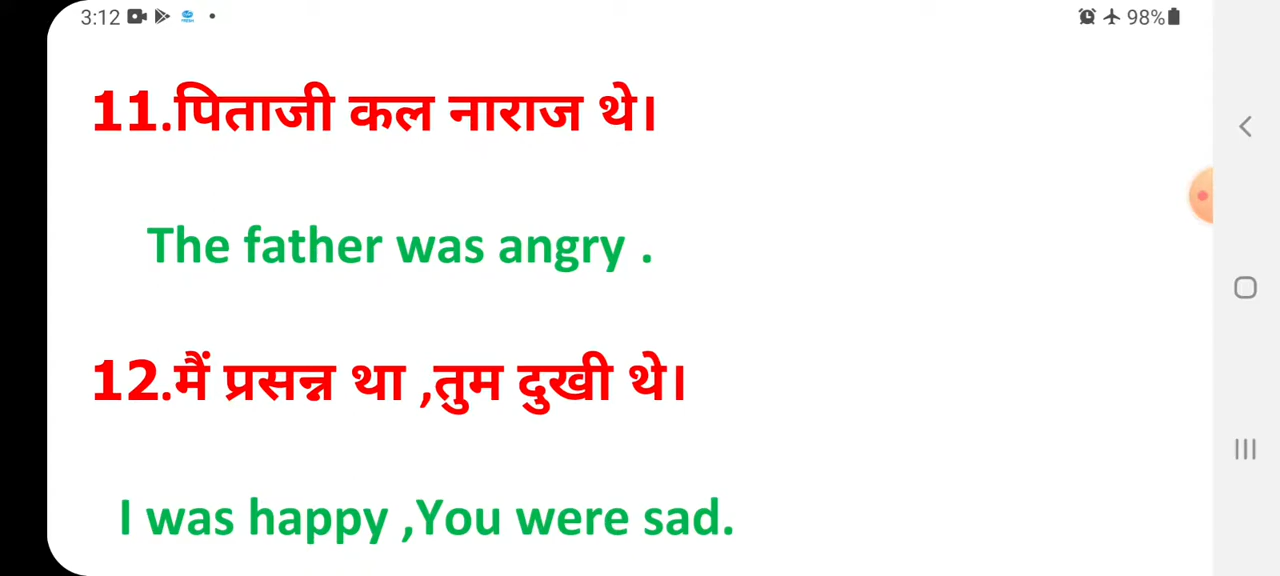 3:12 98%
11.पिताजी कल नाराज थे।
The father was angry .
12.मैं प्रसन्न था ,तुम दुखी थे।
I was happy ,You were sad.